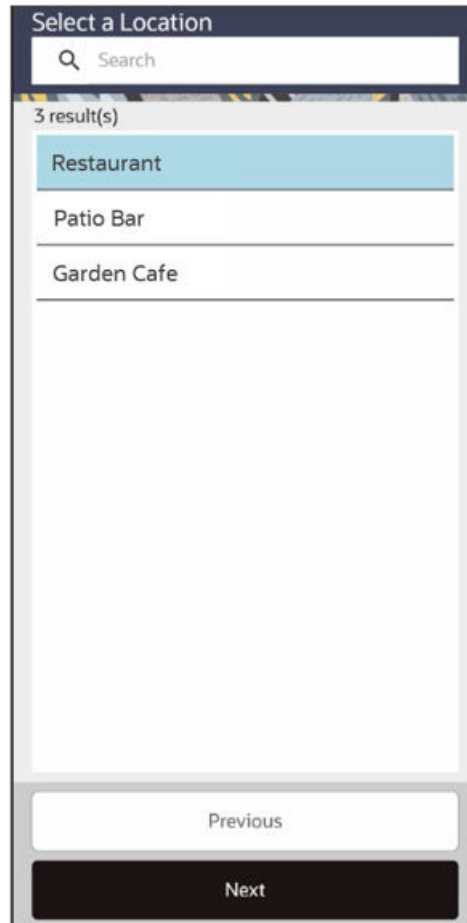 Select a Location
Search
3 result(s)
Restaurant
Patio Bar
Garden Cafe
Previous
Next